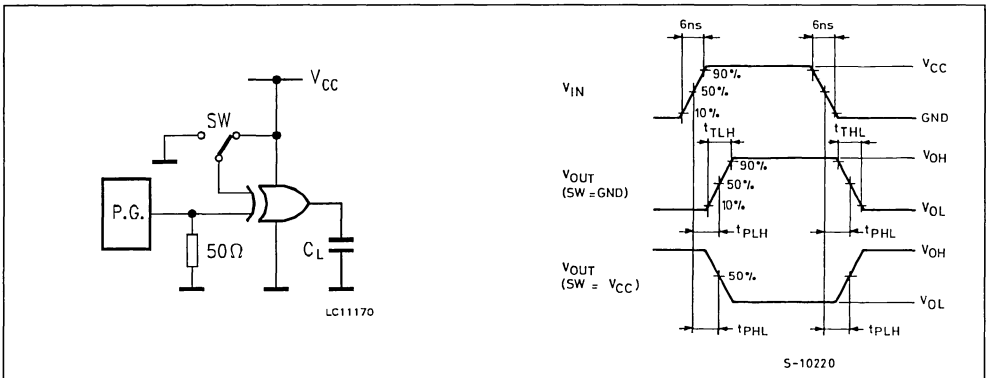 V_CC
SW
P.G.
50Ω
C_L
LC11170
6ns
6ns
V_IN
90%
50%
10%
V_CC
GND
t_TLH
t_THL
V_OUT
(SW=GND)
90%
50%
10%
V_OH
V_OL
t_PLH
t_PHL
V_OUT
(SW = V_CC)
50%
V_OH
V_OL
t_PHL
t_PLH
S-10220